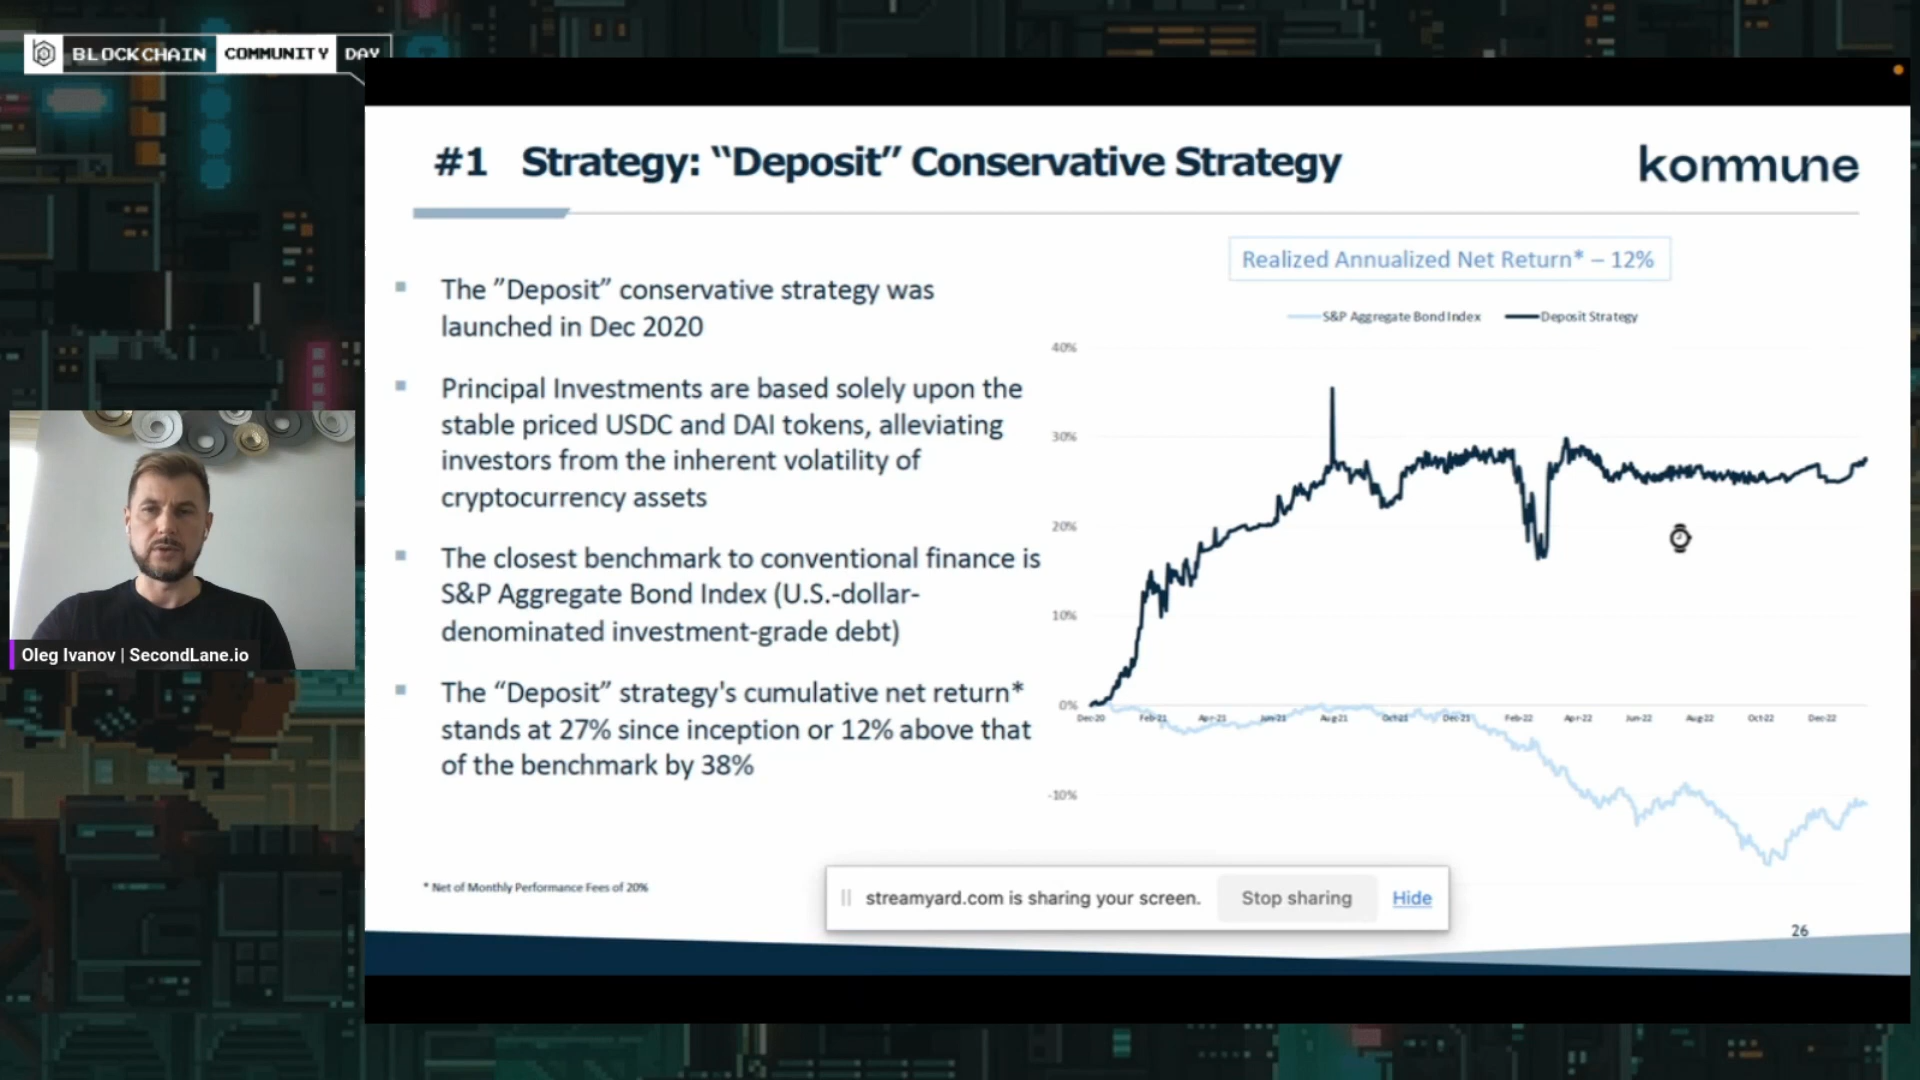 BLOCKCHAIN COMMUNITY DAY
#1 Strategy: “Deposit” Conservative Strategy
kommune
Realized Annualized Net Return* – 12%
The ”Deposit” conservative strategy was
launched in Dec 2020
Principal Investments are based solely upon the
stable priced USDC and DAI tokens, alleviating
investors from the inherent volatility of
cryptocurrency assets
The closest benchmark to conventional finance is
S&P Aggregate Bond Index (U.S.-dollar-
denominated investment-grade debt)
The “Deposit” strategy's cumulative net return*
stands at 27% since inception or 12% above that
of the benchmark by 38%
* Net of Monthly Performance Fees of 20%
S&P Aggregate Bond Index Deposit Strategy
40%
30%
20%
10%
0%
Dec-20 Feb-21 Apr-21 Jun-21 Aug-21 Oct-21 Dec-21 Feb-22 Apr-22 Jun-22 Aug-22 Oct-22 Dec-22
-10%
Oleg Ivanov | SecondLane.io
streamyard.com is sharing your screen. Stop sharing Hide
26